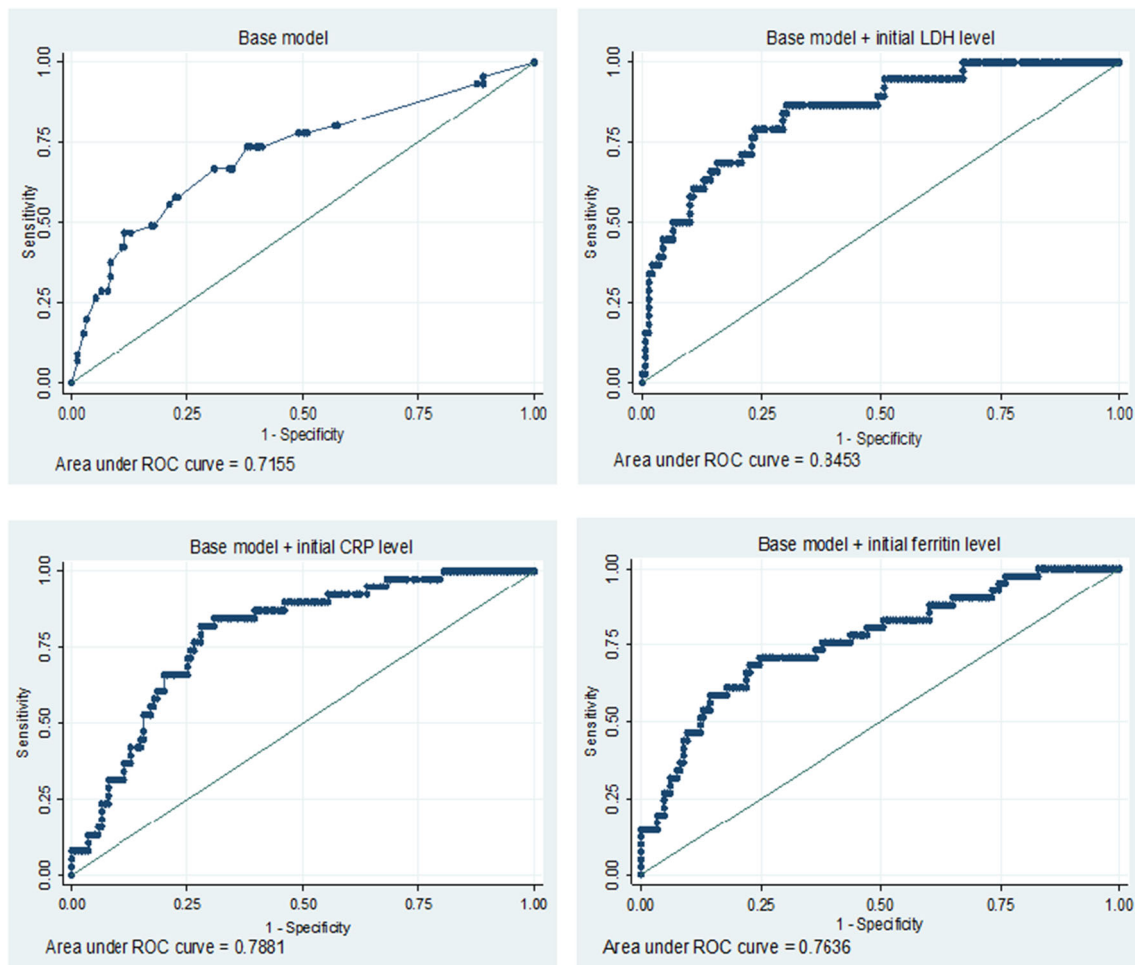 Base model
Sensitivity
1.00
0.75
0.50
0.25
0.00
0.00 0.25 0.50 0.75 1.00
1 - Specificity
Area under ROC curve = 0.7155
Base model + initial LDH level
Sensitivity
1.00
0.75
0.50
0.25
0.00
0.00 0.25 0.50 0.75 1.00
1 - Specificity
Area under ROC curve = 0.8453
Base model + initial CRP level
Sensitivity
1.00
0.75
0.50
0.25
0.00
0.00 0.25 0.50 0.75 1.00
1 - Specificity
Area under ROC curve = 0.7881
Base model + initial ferritin level
Sensitivity
1.00
0.75
0.50
0.25
0.00
0.00 0.25 0.50 0.75 1.00
1 - Specificity
Area under ROC curve = 0.7636